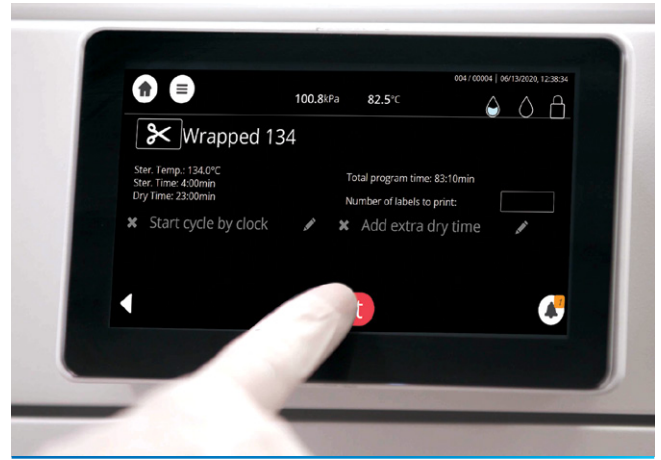 004 / 00004 | 06/13/2020, 12:38:34
100.8kPa 82.5°C
Wrapped 134
Ster. Temp.: 134.0°C
Ster. Time: 4:00min
Dry Time: 23:00min
Total program time: 83:10min
Number of labels to print:
Start cycle by clock
Add extra dry time
t